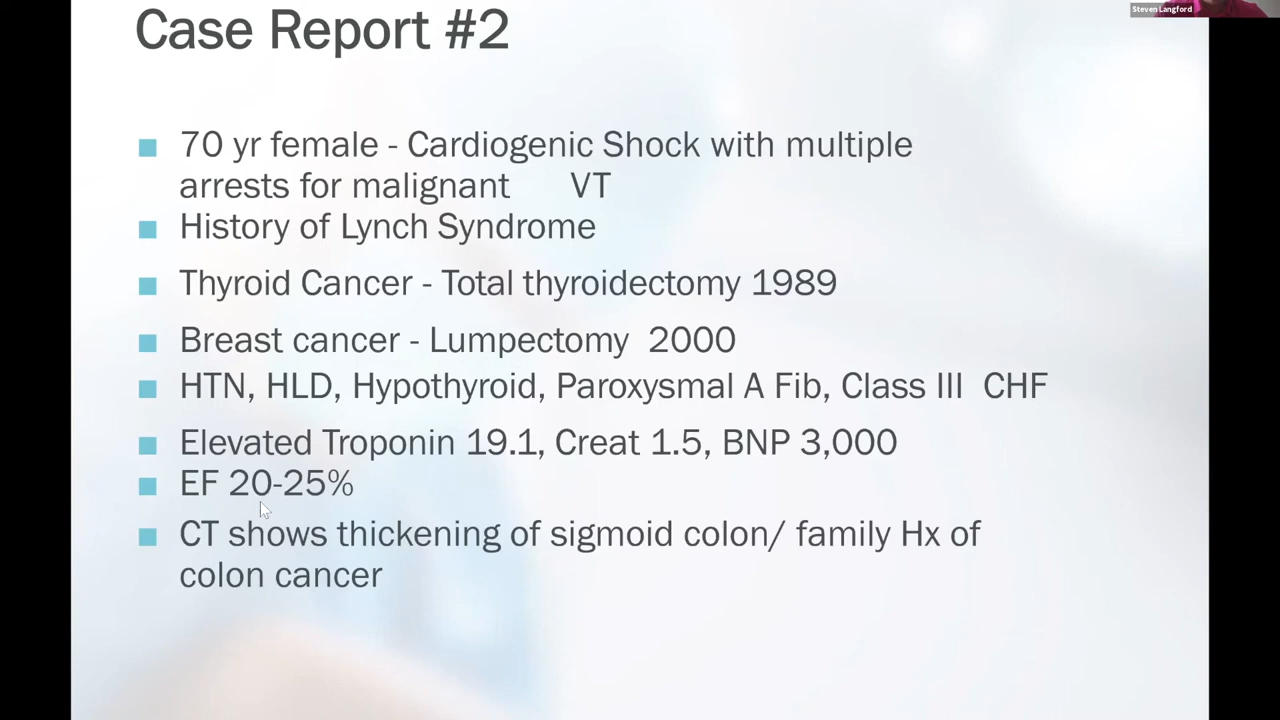 Steven Langford
Case Report #2
70 yr female - Cardiogenic Shock with multiple
arrests for malignant VT
History of Lynch Syndrome
Thyroid Cancer - Total thyroidectomy 1989
Breast cancer - Lumpectomy 2000
HTN, HLD, Hypothyroid, Paroxysmal A Fib, Class III CHF
Elevated Troponin 19.1, Creat 1.5, BNP 3,000
EF 20-25%
CT shows thickening of sigmoid colon/ family Hx of
colon cancer